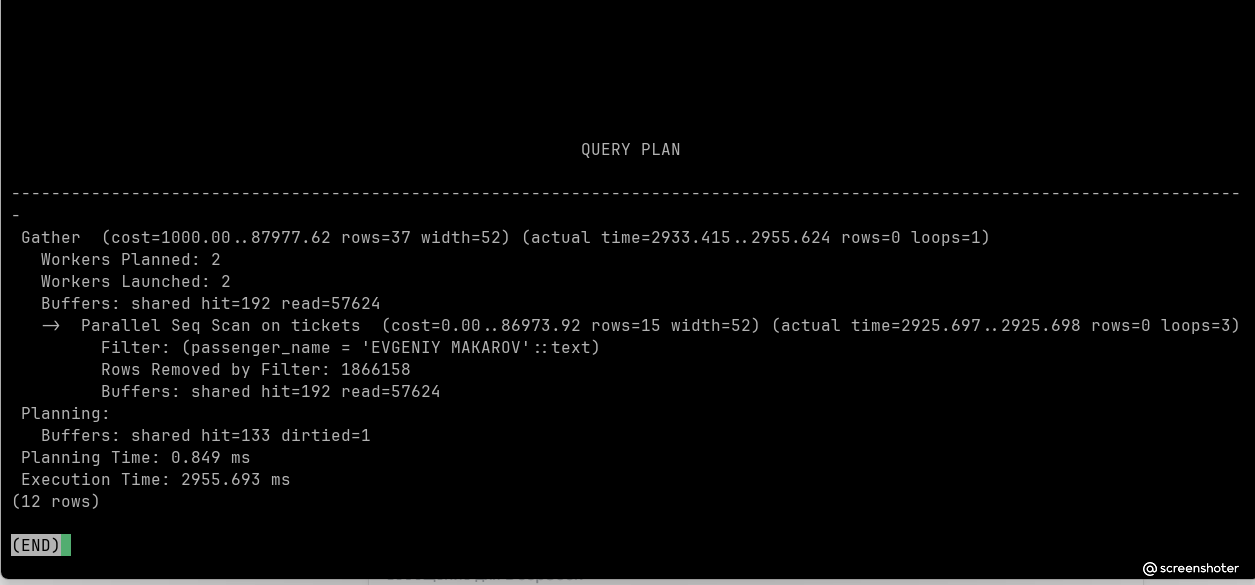 QUERY PLAN
---------------------------------------------------------------------------------------------------------------------------
-
Gather  (cost=1000.00..87977.62 rows=37 width=52) (actual time=2933.415..2955.624 rows=0 loops=1)
  Workers Planned: 2
  Workers Launched: 2
  Buffers: shared hit=192 read=57624
  ->  Parallel Seq Scan on tickets  (cost=0.00..86973.92 rows=15 width=52) (actual time=2925.697..2925.698 rows=0 loops=3)
        Filter: (passenger_name = 'EVGENIY MAKAROV'::text)
        Rows Removed by Filter: 1866158
        Buffers: shared hit=192 read=57624
Planning:
  Buffers: shared hit=133 dirtied=1
Planning Time: 0.849 ms
Execution Time: 2955.693 ms
(12 rows)
(END)
@ screenshoter